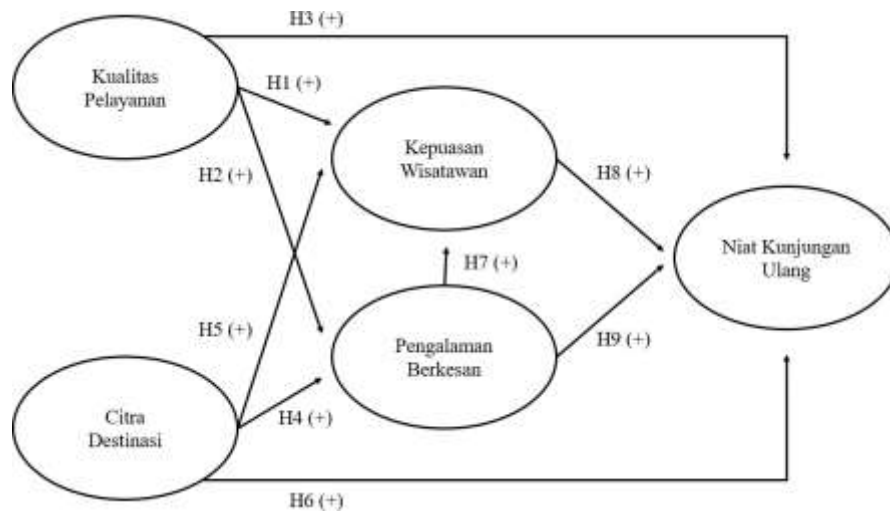 H3 (+)
Kualitas
Pelayanan
H1 (+)
Kepuasan
Wisatawan
H2 (+)
H8 (+)
Niat Kunjungan
Ulang
H7 (+)
H5 (+)
Pengalaman
Berkesan
H9 (+)
Citra
Destinasi
H4 (+)
H6 (+)